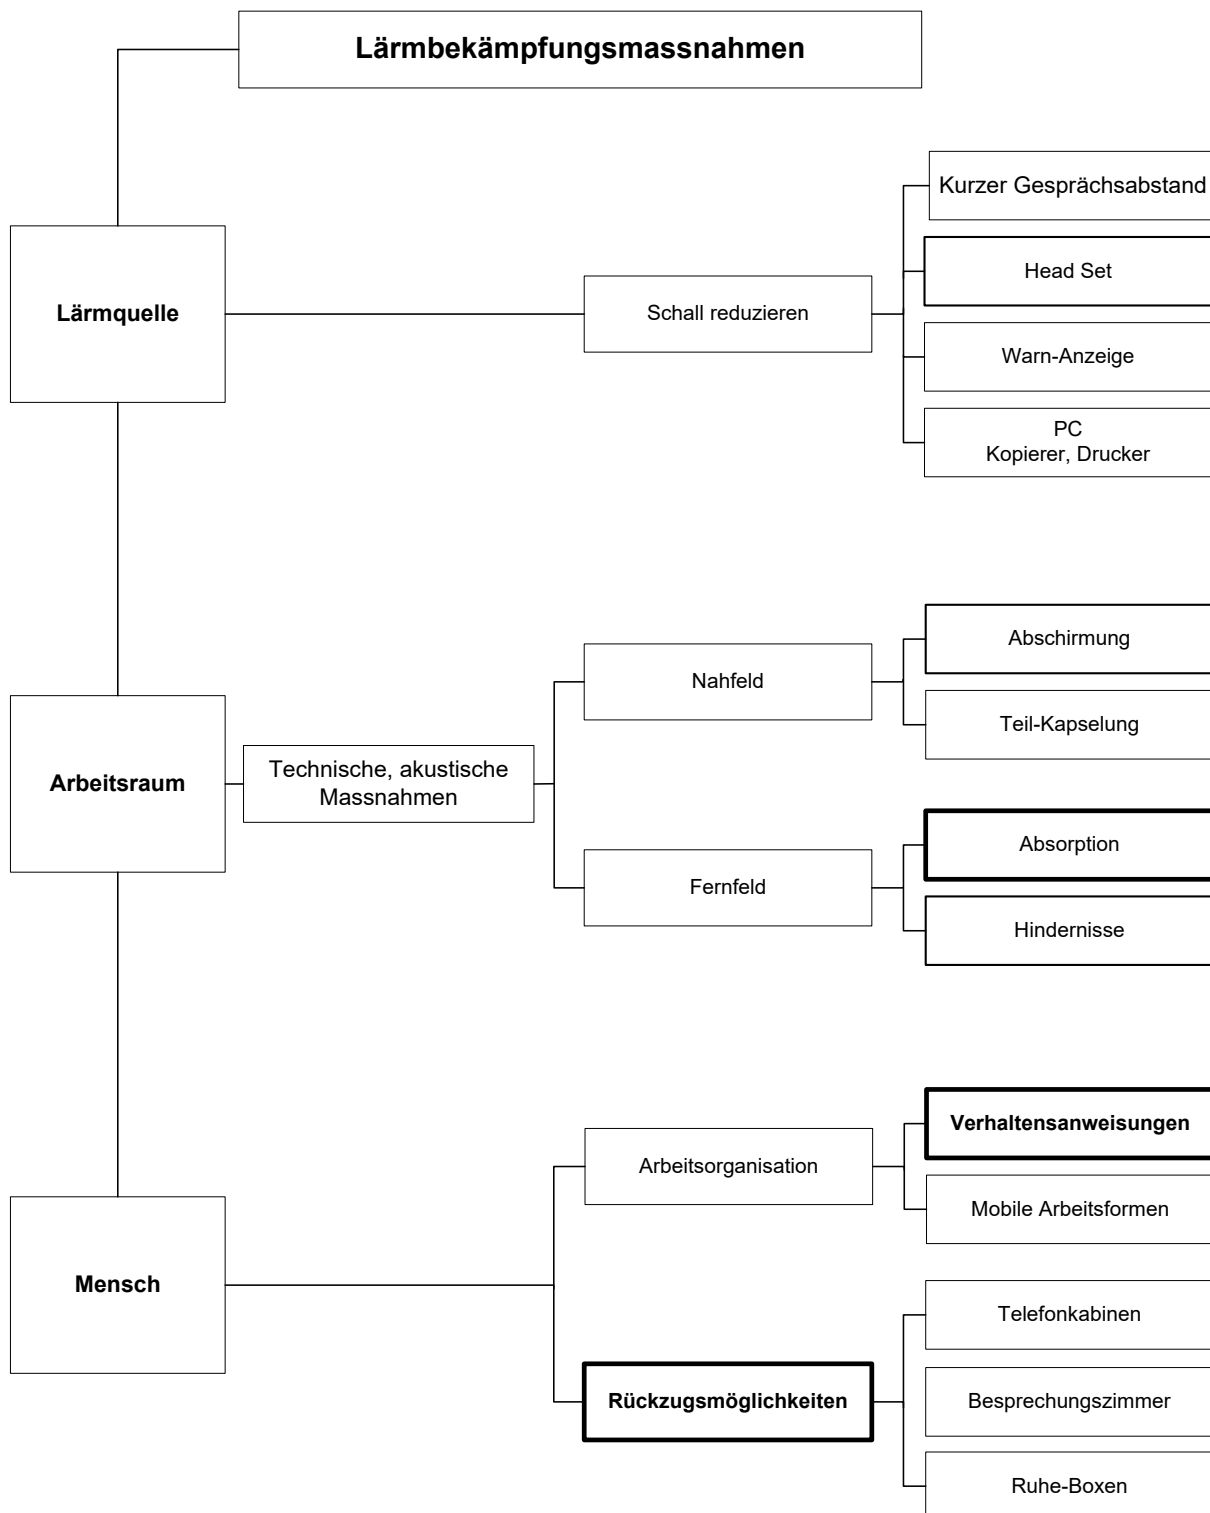 Lärmbekämpfungsmassnahmen
Lärmquelle
Schall reduzieren
Kurzer Gesprächsabstand
Head Set
Warn-Anzeige
PC
Kopierer, Drucker
Arbeitsraum
Technische, akustische
Massnahmen
Nahfeld
Abschirmung
Teil-Kapselung
Fernfeld
Absorption
Hindernisse
Mensch
Arbeitsorganisation
Verhaltensanweisungen
Mobile Arbeitsformen
Rückzugsmöglichkeiten
Telefonkabinen
Besprechungszimmer
Ruhe-Boxen